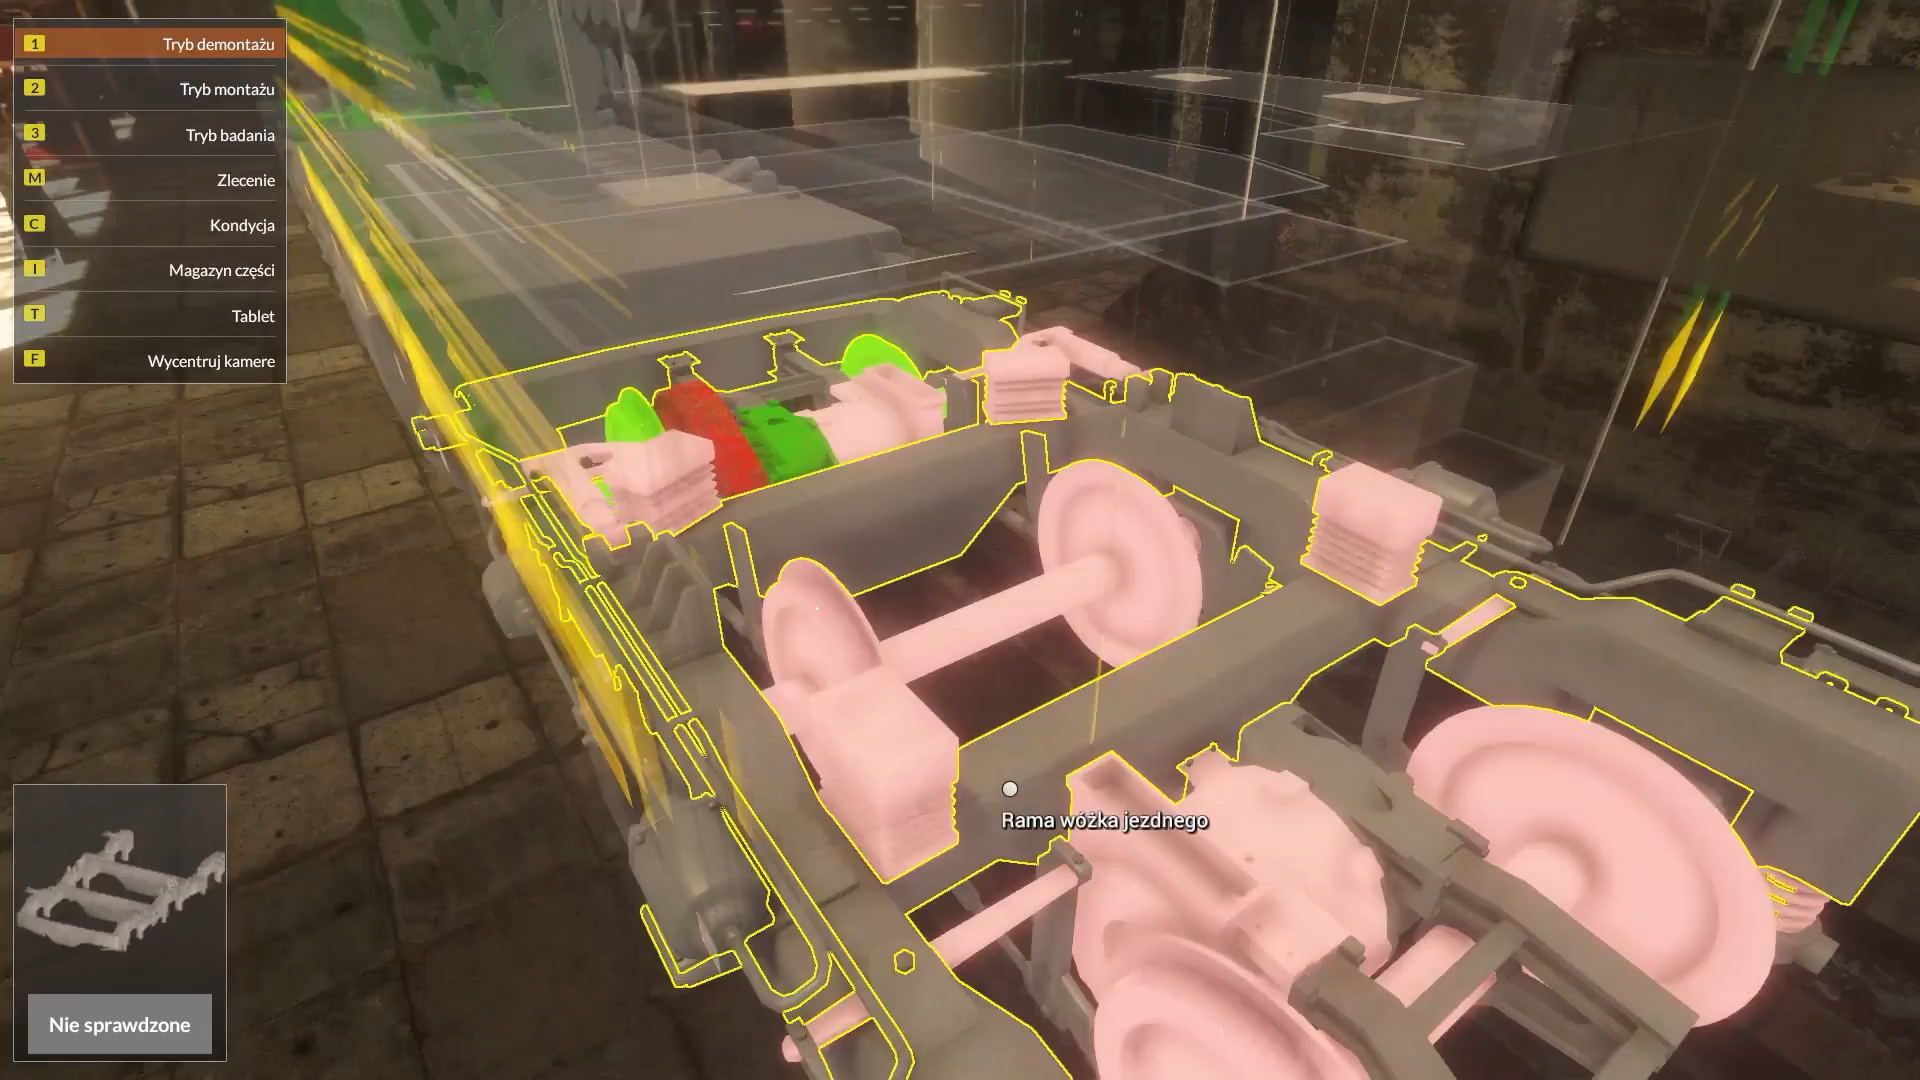 1 Tryb demontażu
2 Tryb montażu
3 Tryb badania
M Zlecenie
C Kondycja
I Magazyn części
T Tablet
F Wycentruj kamere
Rama wóżka jezdnego
Nie sprawdzone